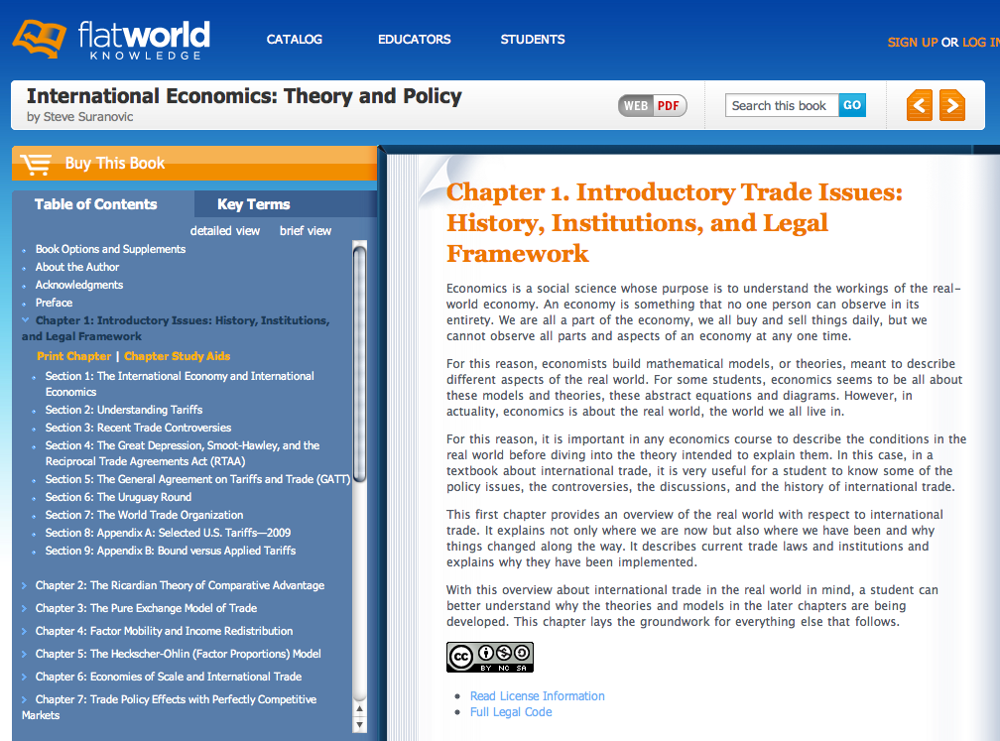 flatworld
KNOWLEDGE
CATALOG EDUCATORS STUDENTS
SIGN UP OR LOG IN
International Economics: Theory and Policy
by Steve Suranovic
WEB PDF
Search this book GO
Buy This Book
Table of Contents Key Terms
detailed view brief view
Book Options and Supplements
About the Author
Acknowledgments
Preface
Chapter 1: Introductory Issues: History, Institutions,
and Legal Framework
Print Chapter | Chapter Study Aids
Section 1: The International Economy and International
Economics
Section 2: Understanding Tariffs
Section 3: Recent Trade Controversies
Section 4: The Great Depression, Smoot-Hawley, and the
Reciprocal Trade Agreements Act (RTAA)
Section 5: The General Agreement on Tariffs and Trade (GATT)
Section 6: The Uruguay Round
Section 7: The World Trade Organization
Section 8: Appendix A: Selected U.S. Tariffs—2009
Section 9: Appendix B: Bound versus Applied Tariffs
Chapter 2: The Ricardian Theory of Comparative Advantage
Chapter 3: The Pure Exchange Model of Trade
Chapter 4: Factor Mobility and Income Redistribution
Chapter 5: The Heckscher-Ohlin (Factor Proportions) Model
Chapter 6: Economies of Scale and International Trade
Chapter 7: Trade Policy Effects with Perfectly Competitive
Markets
Chapter 1. Introductory Trade Issues:
History, Institutions, and Legal
Framework
Economics is a social science whose purpose is to understand the workings of the real-
world economy. An economy is something that no one person can observe in its
entirety. We are all a part of the economy, we all buy and sell things daily, but we
cannot observe all parts and aspects of an economy at any one time.
For this reason, economists build mathematical models, or theories, meant to describe
different aspects of the real world. For some students, economics seems to be all about
these models and theories, these abstract equations and diagrams. However, in
actuality, economics is about the real world, the world we all live in.
For this reason, it is important in any economics course to describe the conditions in the
real world before diving into the theory intended to explain them. In this case, in a
textbook about international trade, it is very useful for a student to know some of the
policy issues, the controversies, the discussions, and the history of international trade.
This first chapter provides an overview of the real world with respect to international
trade. It explains not only where we are now but also where we have been and why
things changed along the way. It describes current trade laws and institutions and
explains why they have been implemented.
With this overview about international trade in the real world in mind, a student can
better understand why the theories and models in the later chapters are being
developed. This chapter lays the groundwork for everything else that follows.
cc
BY NC SA
Read License Information
Full Legal Code